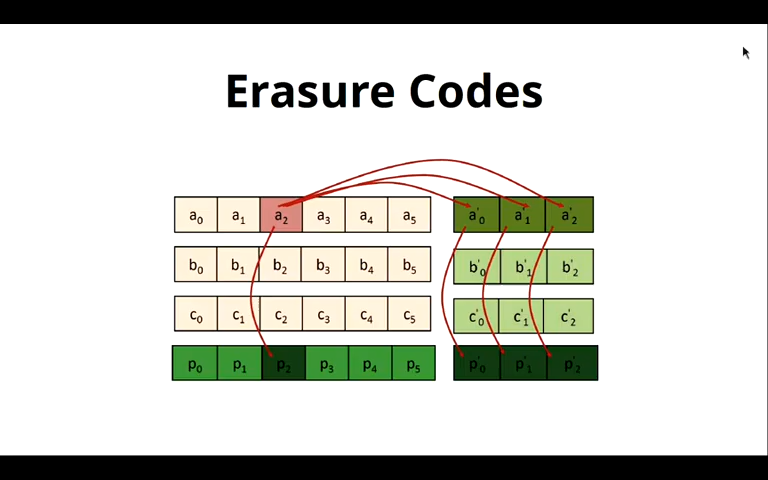 Erasure Codes
a₀ a₁ a₂ a₃ a₄ a₅ a'₀ a'₁ a'₂
b₀ b₁ b₂ b₃ b₄ b₅ b'₀ b'₁ b'₂
c₀ c₁ c₂ c₃ c₄ c₅ c'₀ c'₁ c'₂
p₀ p₁ p₂ p₃ p₄ p₅ p'₀ p'₁ p'₂